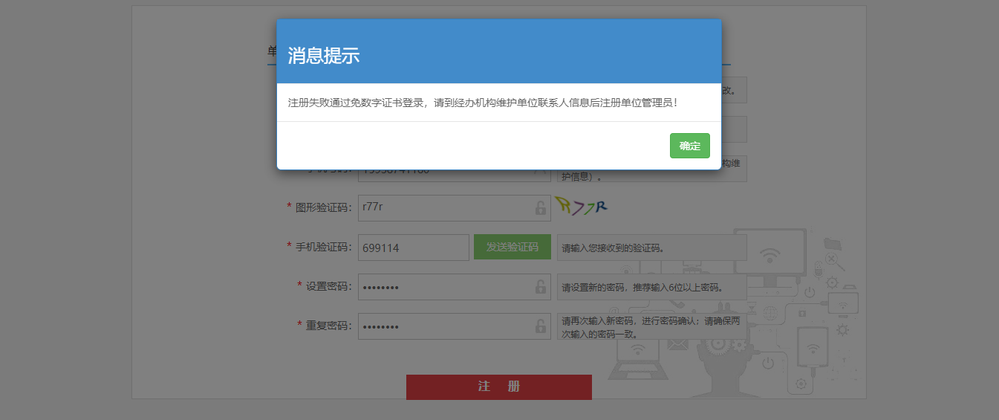 消息提示
单
注册失败通过免数字证书登录，请到经办机构维护单位联系人信息后注册单位管理员！
改。
确定
构维
护信息）。
* 图形验证码：
r77r
R77R
* 手机验证码：
699114
发送验证码
请输入您接收到的验证码。
* 设置密码：
••••••••
请设置新的密码，推荐输入6位以上密码。
* 重复密码：
••••••••
请再次输入新密码，进行密码确认；请确保两
次输入的密码一致。
注 册